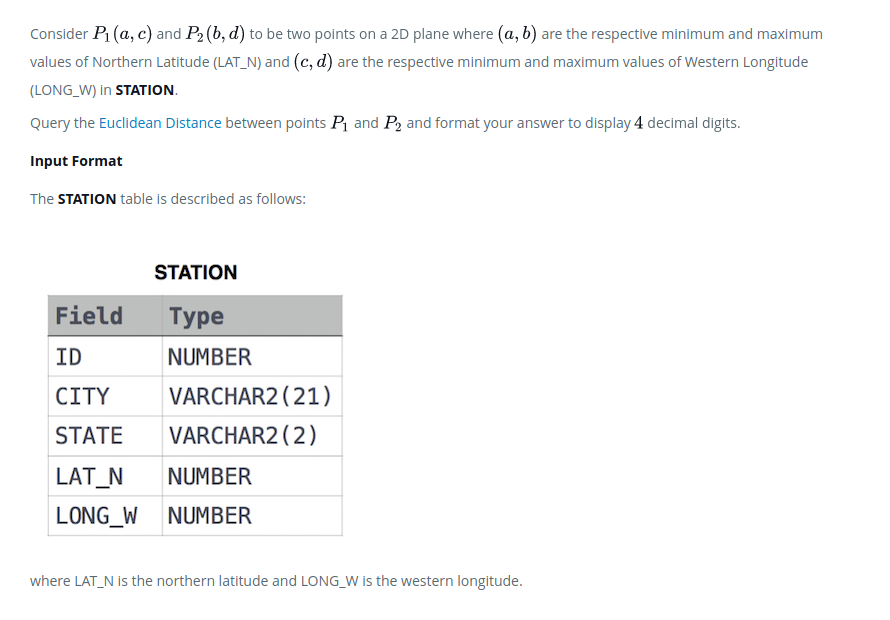 Consider P₁(a, c) and P₂(b, d) to be two points on a 2D plane where (a, b) are the respective minimum and maximum
values of Northern Latitude (LAT_N) and (c, d) are the respective minimum and maximum values of Western Longitude
(LONG_W) in STATION.
Query the Euclidean Distance between points P₁ and P₂ and format your answer to display 4 decimal digits.
Input Format
The STATION table is described as follows:
STATION
Field Type
ID NUMBER
CITY VARCHAR2(21)
STATE VARCHAR2(2)
LAT_N NUMBER
LONG_W NUMBER
where LAT_N is the northern latitude and LONG_W is the western longitude.